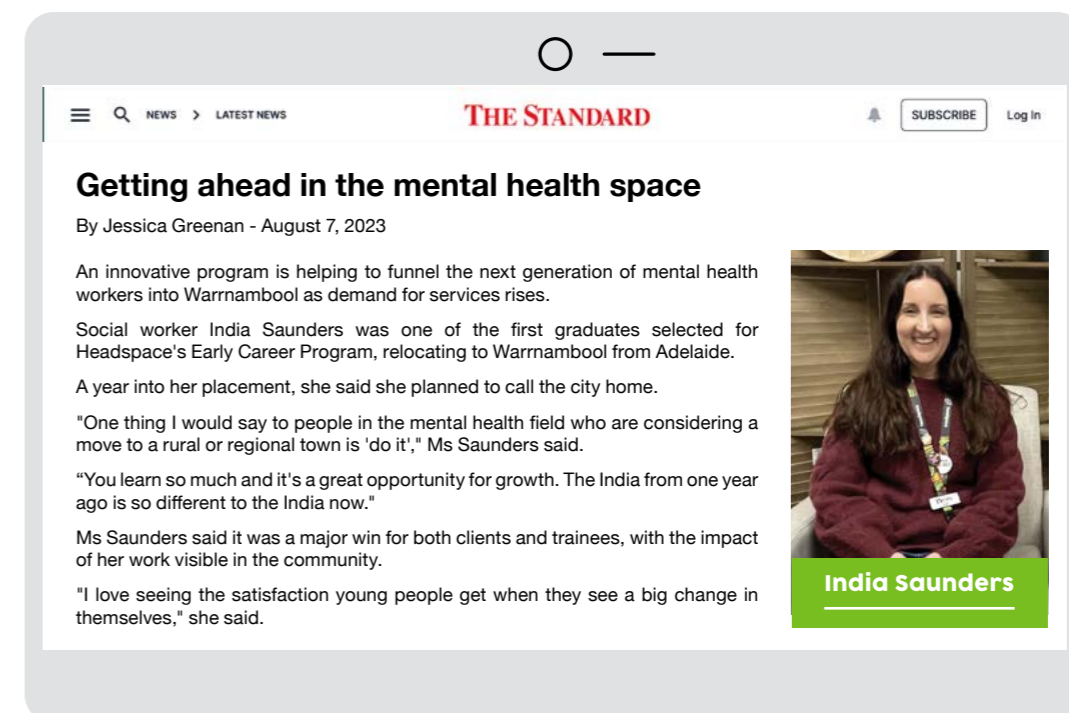 NEWS > LATEST NEWS
THE STANDARD
SUBSCRIBE
Log In
Getting ahead in the mental health space
By Jessica Greenan - August 7, 2023
An innovative program is helping to funnel the next generation of mental health
workers into Warrnambool as demand for services rises.
Social worker India Saunders was one of the first graduates selected for
Headspace's Early Career Program, relocating to Warrnambool from Adelaide.
A year into her placement, she said she planned to call the city home.
"One thing I would say to people in the mental health field who are considering a
move to a rural or regional town is 'do it'," Ms Saunders said.
“You learn so much and it's a great opportunity for growth. The India from one year
ago is so different to the India now."
Ms Saunders said it was a major win for both clients and trainees, with the impact
of her work visible in the community.
"I love seeing the satisfaction young people get when they see a big change in
themselves," she said.
India Saunders